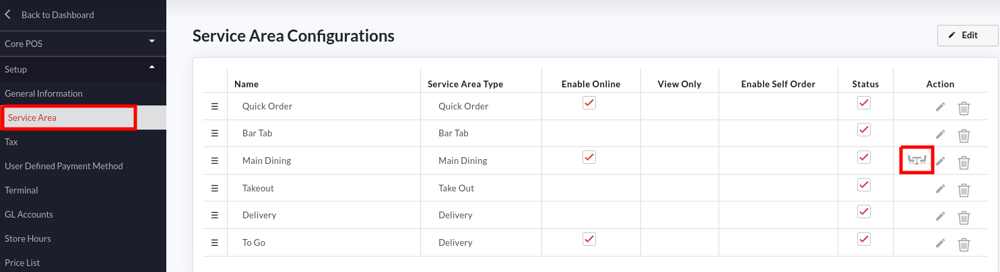 Back to Dashboard
Core POS
Setup
General Information
Service Area
Tax
User Defined Payment Method
Terminal
GL Accounts
Store Hours
Price List
Service Area Configurations
Edit
Name Service Area Type Enable Online View Only Enable Self Order Status Action
Quick Order Quick Order
Bar Tab Bar Tab
Main Dining Main Dining
Takeout Take Out
Delivery Delivery
To Go Delivery